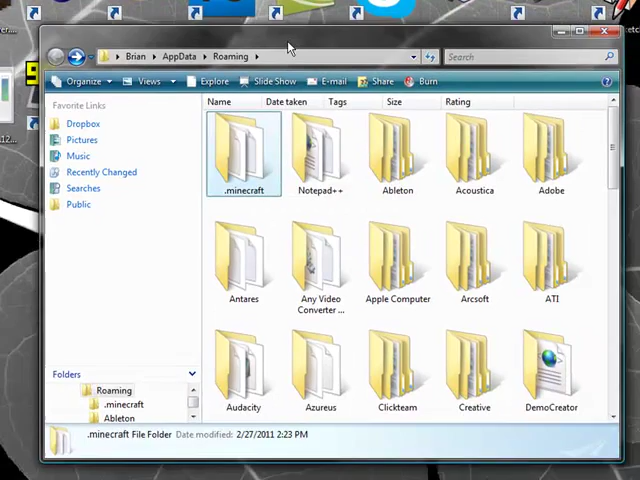 Brian ▸ AppData ▸ Roaming ▸
Search
Organize Views Explore Slide Show E-mail Share Burn
Favorite Links
Dropbox
Pictures
Music
Recently Changed
Searches
Public
Name Date taken Tags Size Rating
.minecraft Notepad++ Ableton Acoustica Adobe
Antares Any Video Converter ... Apple Computer Arcsoft ATI
Audacity Azureus Clickteam Creative DemoCreator
Folders
Roaming
.minecraft
Ableton
.minecraft File Folder Date modified: 2/27/2011 2:23 PM